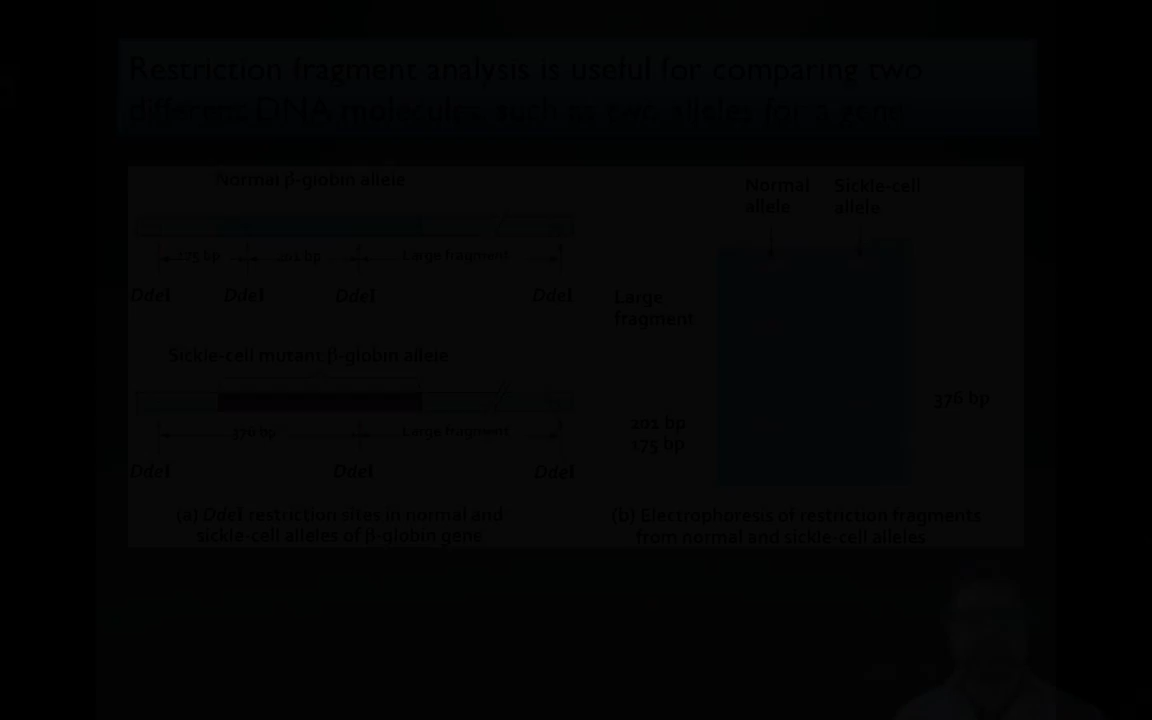 Restriction fragment analysis is useful for comparing two
different DNA molecules, such as two alleles for a gene
Normal β-globin allele
175 bp
201 bp
Large fragment
DdeI
DdeI
DdeI
DdeI
Sickle-cell mutant β-globin allele
376 bp
Large fragment
DdeI
DdeI
DdeI
(a) DdeI restriction sites in normal and
sickle-cell alleles of β-globin gene
Normal
allele
Sickle-cell
allele
Large
fragment
201 bp
175 bp
376 bp
(b) Electrophoresis of restriction fragments
from normal and sickle-cell alleles